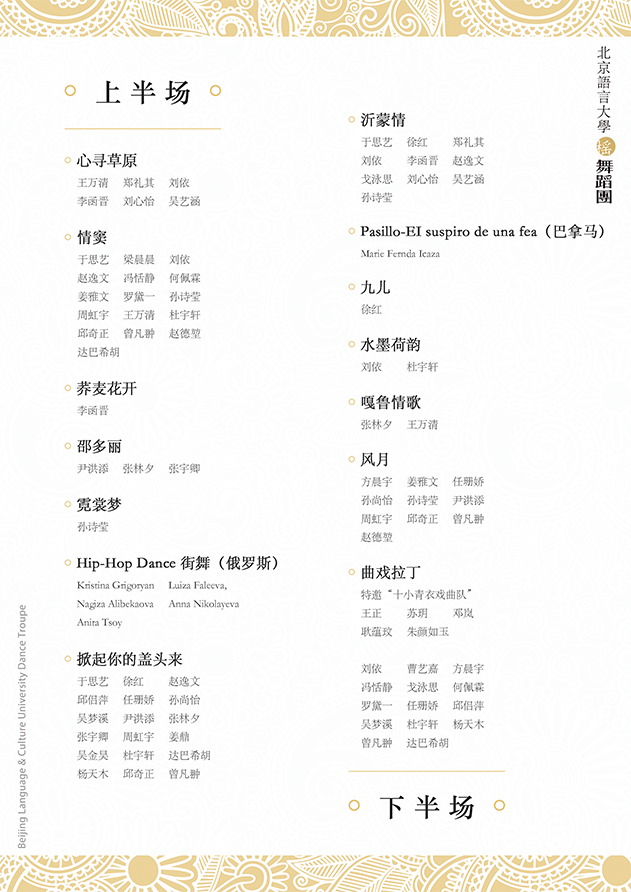 上半场
心寻草原
王万清 郑礼其 刘依
李函晋 刘心怡 吴艺涵
情窦
于思艺 梁晨晨 刘依
赵逸文 冯恬静 何佩霖
姜雅文 罗黛一 孙诗莹
周虹宇 王万清 杜宇轩
邱奇正 曾凡翀 赵德堃
达巴希胡
荞麦花开
李函晋
邵多丽
尹洪添 张林夕 张宇卿
霓裳梦
孙诗莹
Hip-Hop Dance 街舞（俄罗斯）
Kristina Grigoryan Luiza Faleeva,
Nagiza Alibekaova Anna Nikolayeva
Anita Tsoy
掀起你的盖头来
于思艺 徐红 赵逸文
邱侣萍 任珊娇 孙尚怡
吴梦溪 尹洪添 张林夕
张宇卿 周虹宇 姜鼎
吴金昊 杜宇轩 达巴希胡
杨天木 邱奇正 曾凡翀
沂蒙情
于思艺 徐红 郑礼其
刘依 李函晋 赵逸文
戈泳思 刘心怡 吴艺涵
孙诗莹
Pasillo-EI suspiro de una fea（巴拿马）
Marie Fernda Icaza
九儿
徐红
水墨荷韵
刘依 杜宇轩
嘎鲁情歌
张林夕 王万清
风月
方晨宇 姜雅文 任珊娇
孙尚怡 孙诗莹 尹洪添
周虹宇 邱奇正 曾凡翀
赵德堃
曲戏拉丁
特邀“十小青衣戏曲队”
王正 苏玥 邓岚
耿蕴玟 朱颜如玉
刘依 曹艺嘉 方晨宇
冯恬静 戈泳思 何佩霖
罗黛一 任珊娇 邱侣萍
吴梦溪 杜宇轩 杨天木
曾凡翀 达巴希胡
下半场
北京語言大學
舞蹈團
Beijing Language & Culture University Dance Troupe